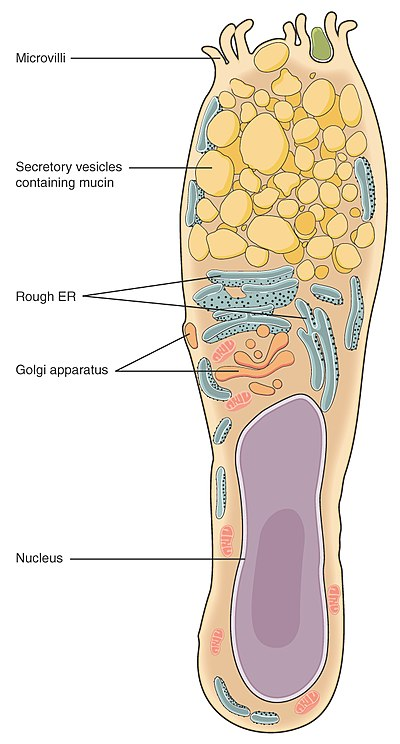 Microvilli
Secretory vesicles
containing mucin
Rough ER
Golgi apparatus
Nucleus